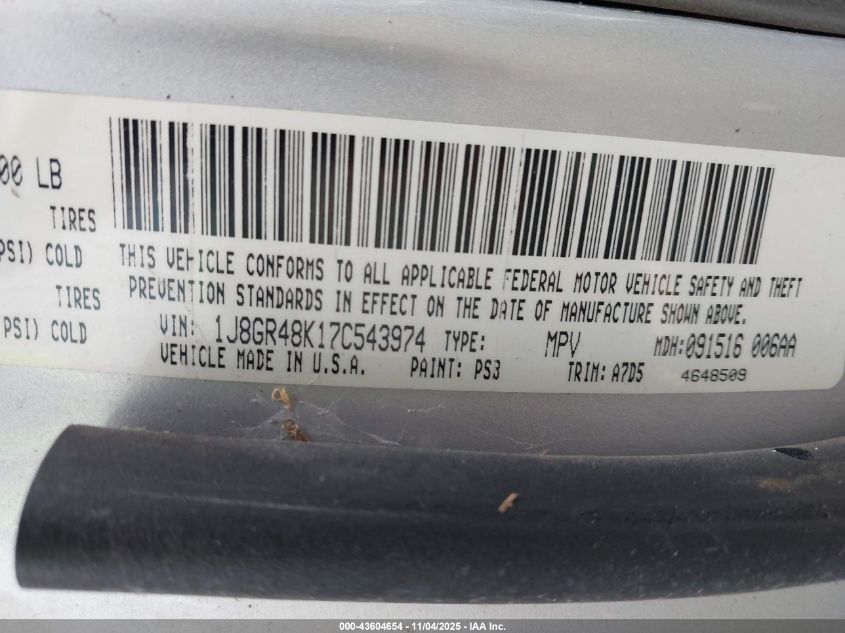 00 LB
TIRES
PSI) COLD
TIRES
PSI) COLD
THIS VEHICLE CONFORMS TO ALL APPLICABLE FEDERAL MOTOR VEHICLE SAFETY AND THEFT
PREVENTION STANDARDS IN EFFECT ON THE DATE OF MANUFACTURE SHOWN ABOVE.
VIN: 1J8GR48K17C543974 TYPE: MPV MDH:091516 006AA
VEHICLE MADE IN U.S.A. PAINT: PS3 TRIM: A7D5 4648509
000-43604654 - 11/04/2025 - IAA Inc.